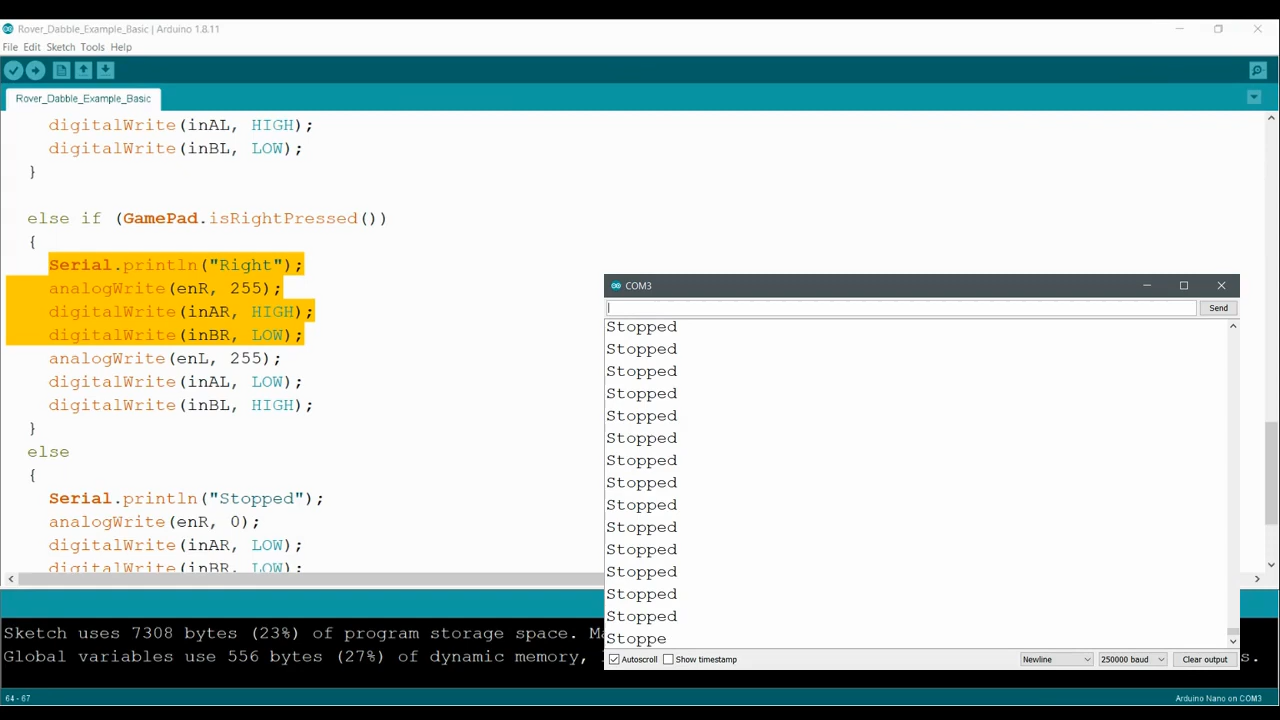 Rover_Dabble_Example_Basic | Arduino 1.8.11
File Edit Sketch Tools Help
Rover_Dabble_Example_Basic
digitalWrite(inAL, HIGH);
digitalWrite(inBL, LOW);
}
else if (GamePad.isRightPressed())
{
Serial.println("Right");
analogWrite(enR, 255);
digitalWrite(inAR, HIGH);
digitalWrite(inBR, LOW);
analogWrite(enL, 255);
digitalWrite(inAL, LOW);
digitalWrite(inBL, HIGH);
}
else
{
Serial.println("Stopped");
analogWrite(enR, 0);
digitalWrite(inAR, LOW);
digitalWrite(inBR, LOW);
COM3
Send
Stopped
Stopped
Stopped
Stopped
Stopped
Stopped
Stopped
Stopped
Stopped
Stopped
Stopped
Stopped
Stopped
Stopped
Stoppe
Autoscroll Show timestamp Newline 250000 baud Clear output
Sketch uses 7308 bytes (23%) of program storage space.
Global variables use 556 bytes (27%) of dynamic memory,
64 - 67
Arduino Nano on COM3